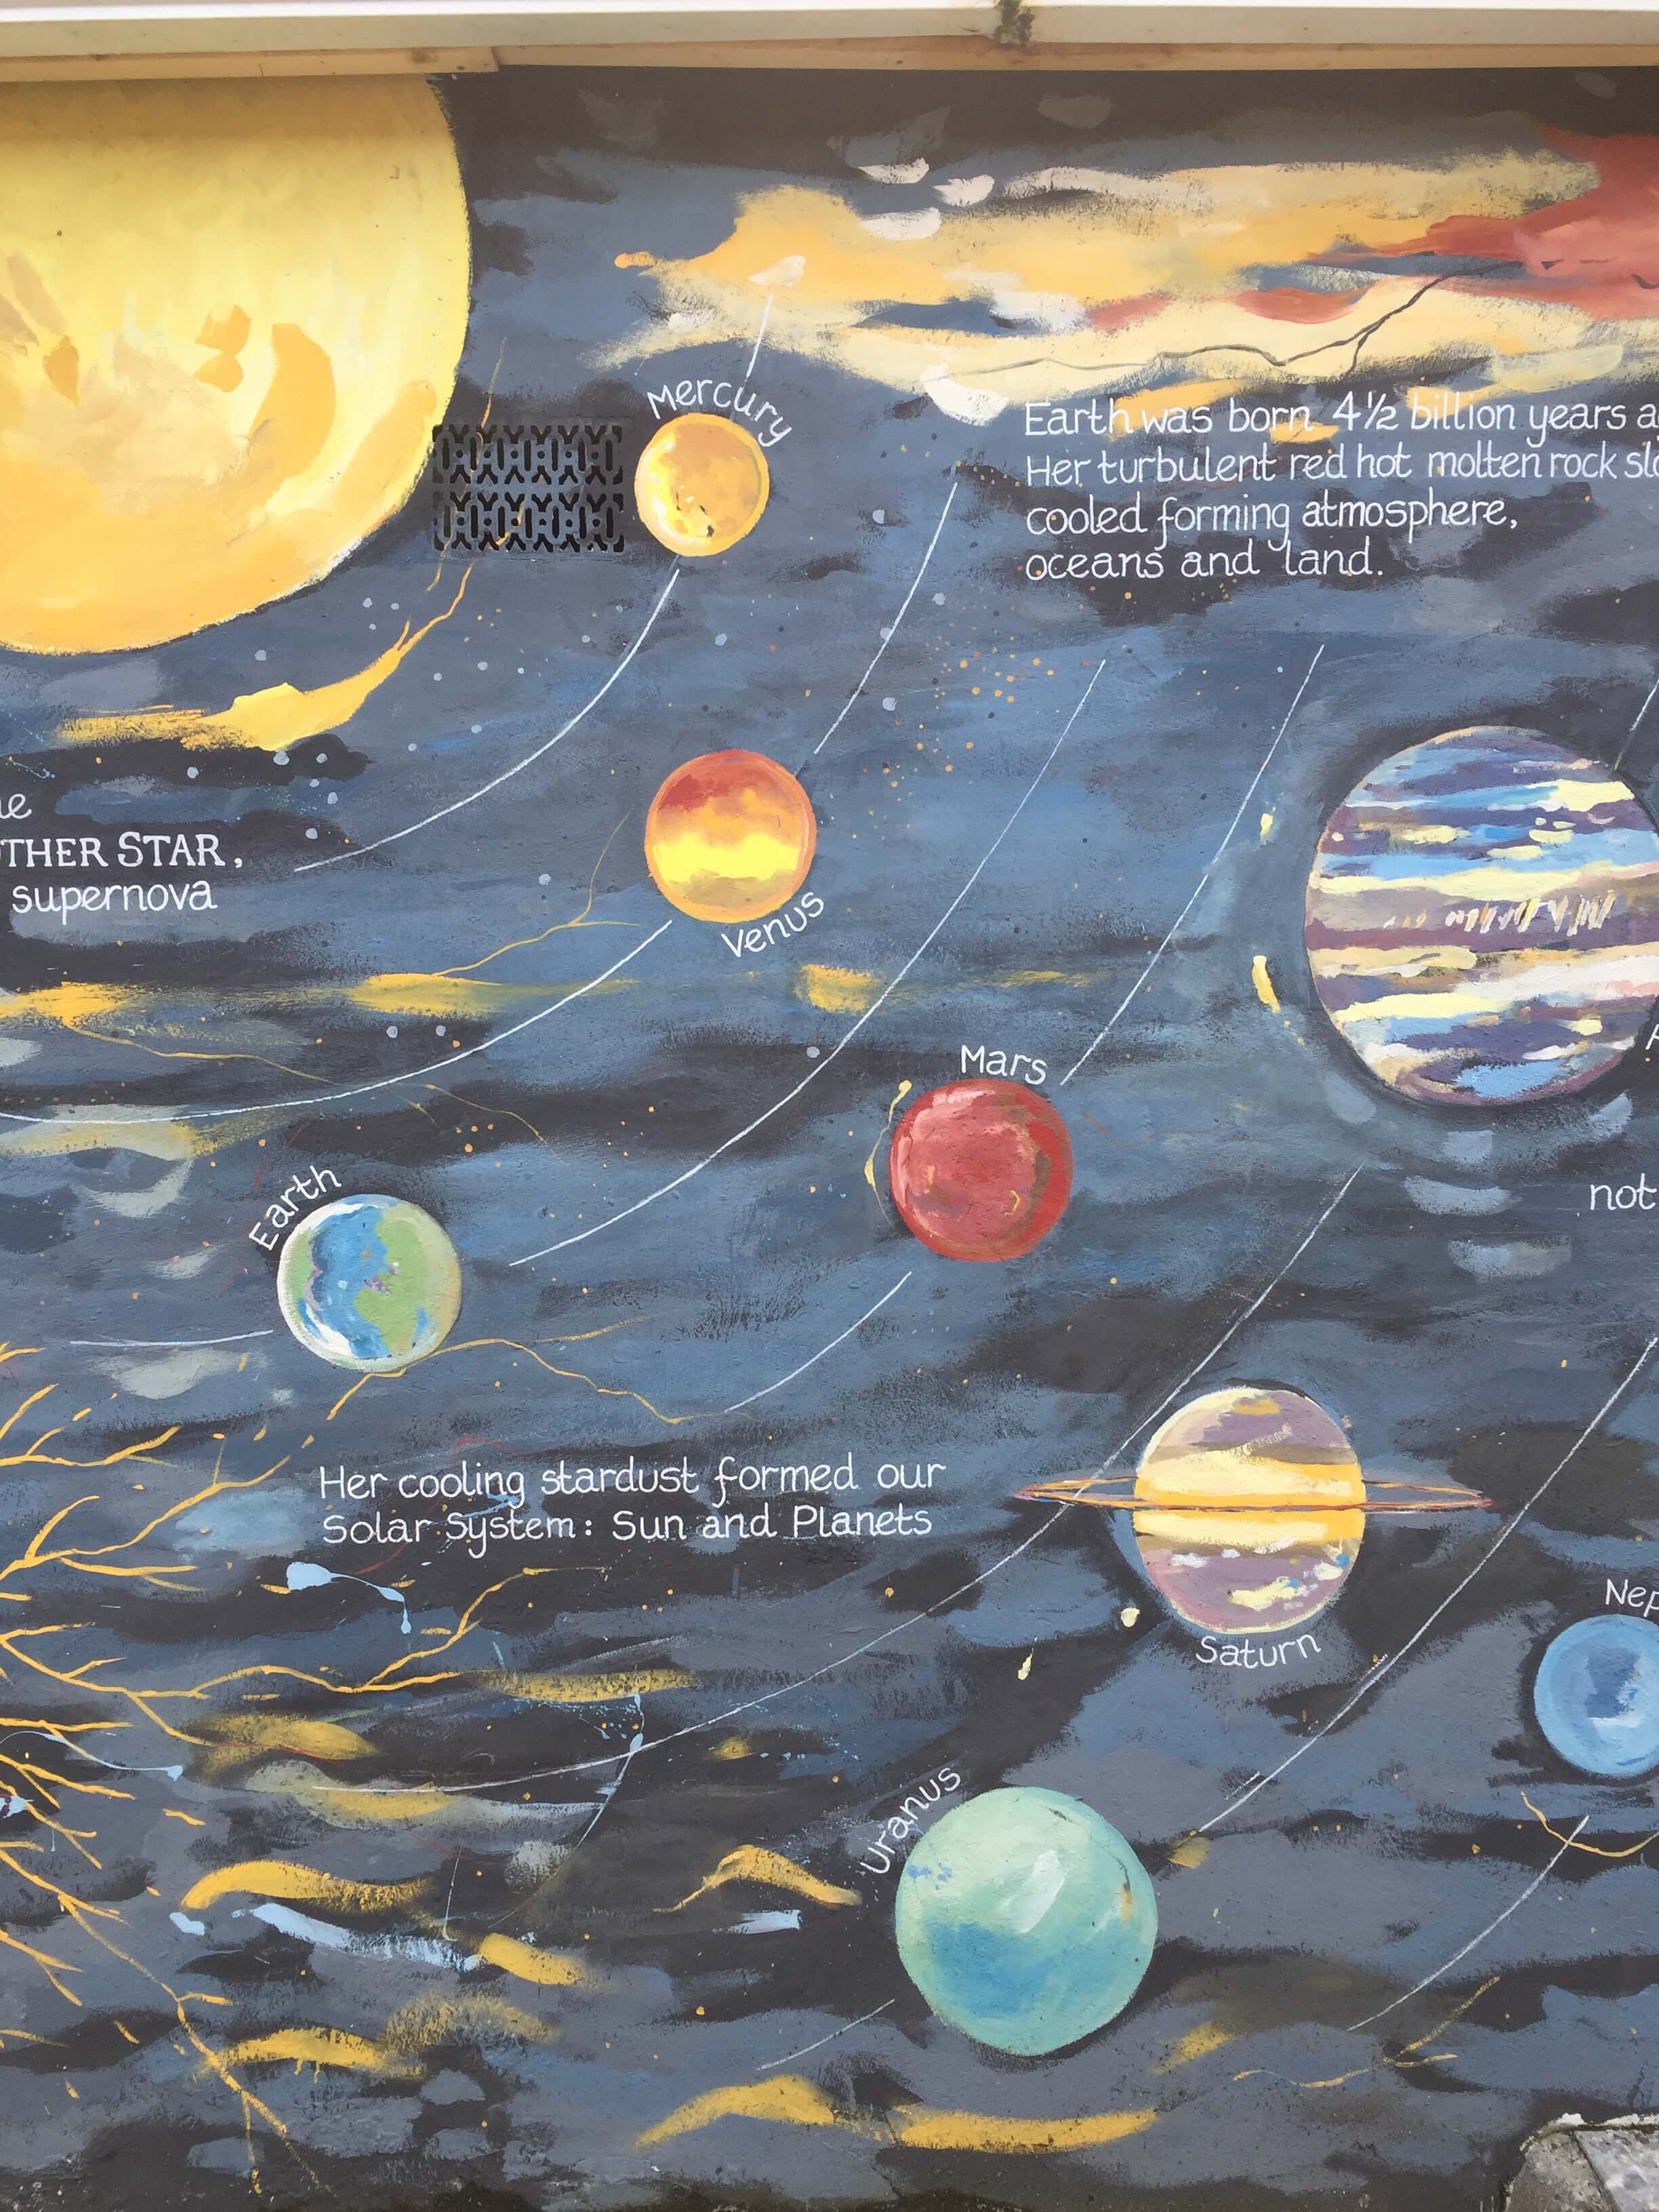 Mercury
Earth was born 4½ billion years
Her turbulent red hot molten rock
cooled forming atmosphere,
oceans and land.
STAR,
supernova
Venus
Mars
Earth
not
Her cooling stardust formed our
Solar System: Sun and Planets
Saturn
Uranus